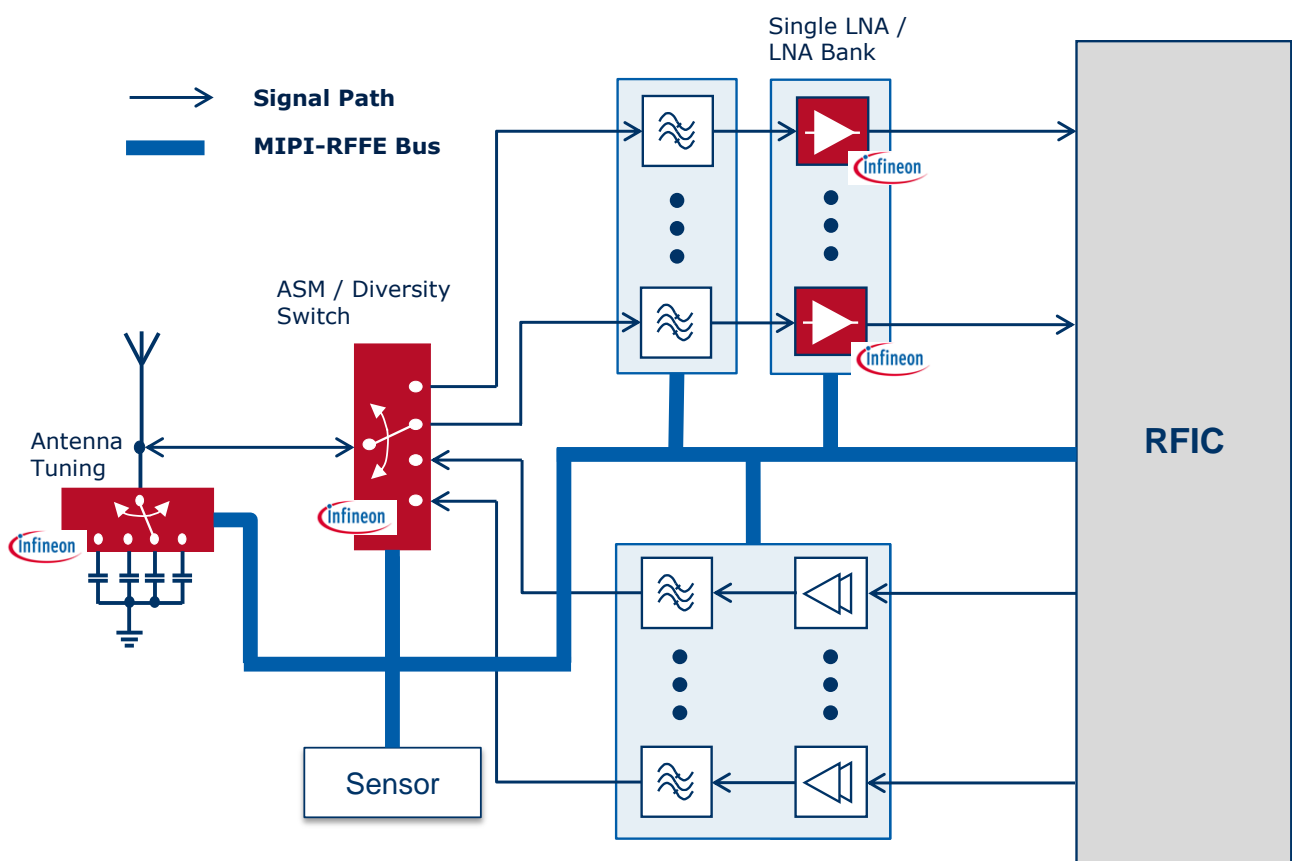 Single LNA /
LNA Bank
Signal Path
MIPI-RFFE Bus
infineon
ASM / Diversity
Switch
infineon
Antenna
Tuning
RFIC
infineon
infineon
Sensor